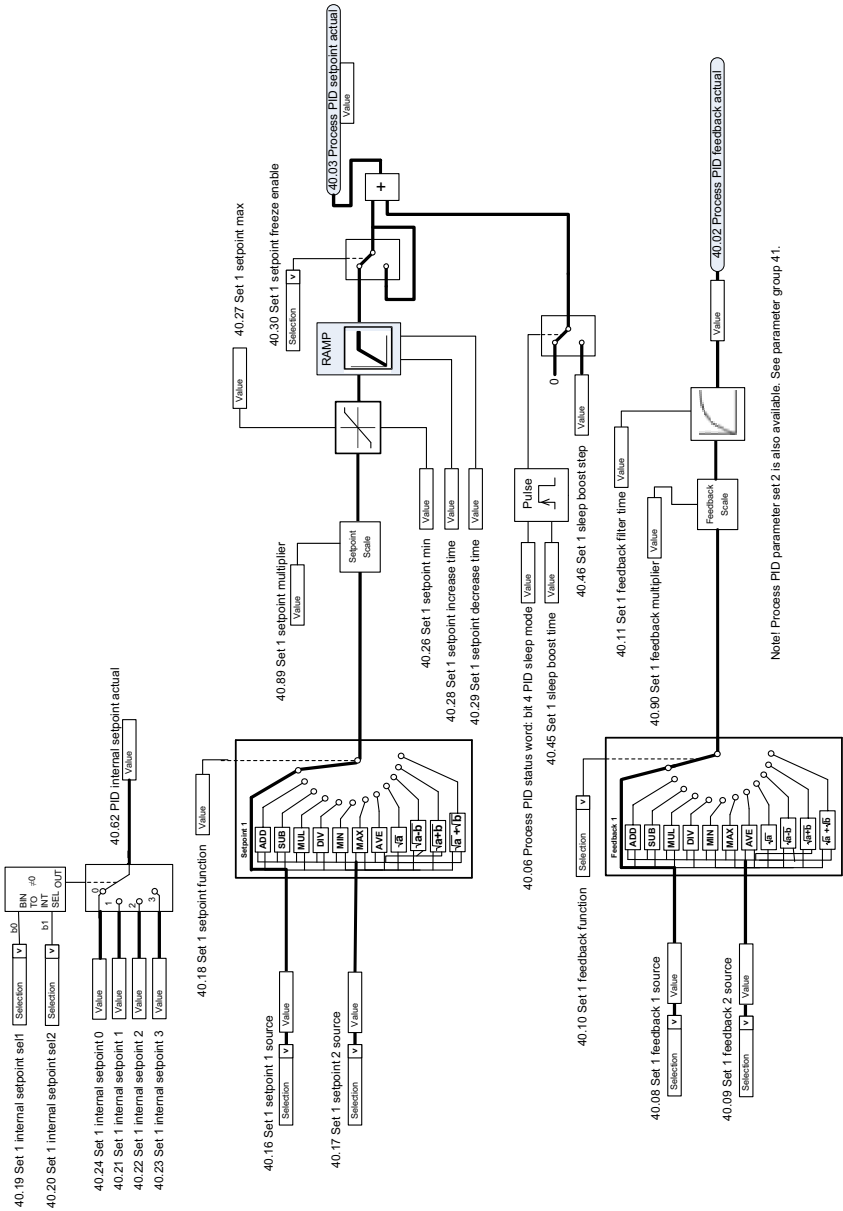 40.19 Set 1 internal setpoint sel1
Selection
v
b0
40.20 Set 1 internal setpoint sel2
Selection
v
b1
BIN
TO
INT
SEL
≠0
OUT
40.24 Set 1 internal setpoint 0
Value
0
40.21 Set 1 internal setpoint 1
Value
1
40.22 Set 1 internal setpoint 2
Value
2
40.23 Set 1 internal setpoint 3
Value
3
40.62 PID internal setpoint actual
Value
40.18 Set 1 setpoint function
Value
40.16 Set 1 setpoint 1 source
Selection
v
Value
40.17 Set 1 setpoint 2 source
Selection
v
Value
Setpoint 1
ADD
SUB
MUL
DIV
MIN
MAX
AVE
√a
√a-b
√a+b
√a+√b
40.89 Set 1 setpoint multiplier
Value
Setpoint
Scale
40.27 Set 1 setpoint max
Value
40.26 Set 1 setpoint min
Value
40.28 Set 1 setpoint increase time
Value
40.29 Set 1 setpoint decrease time
Value
RAMP
40.30 Set 1 setpoint freeze enable
Selection
v
+
40.03 Process PID setpoint actual
Value
40.06 Process PID status word: bit 4 PID sleep mode
Value
40.45 Set 1 sleep boost time
Value
Pulse
0
40.46 Set 1 sleep boost step
Value
40.10 Set 1 feedback function
Selection
v
40.08 Set 1 feedback 1 source
Selection
v
Value
40.09 Set 1 feedback 2 source
Selection
v
Value
Feedback 1
ADD
SUB
MUL
DIV
MIN
MAX
AVE
√a
√a-b
√a+b
√a+√b
40.90 Set 1 feedback multiplier
Value
Feedback
Scale
40.11 Set 1 feedback filter time
Value
Value
40.02 Process PID feedback actual
Note! Process PID parameter set 2 is also available. See parameter group 41.